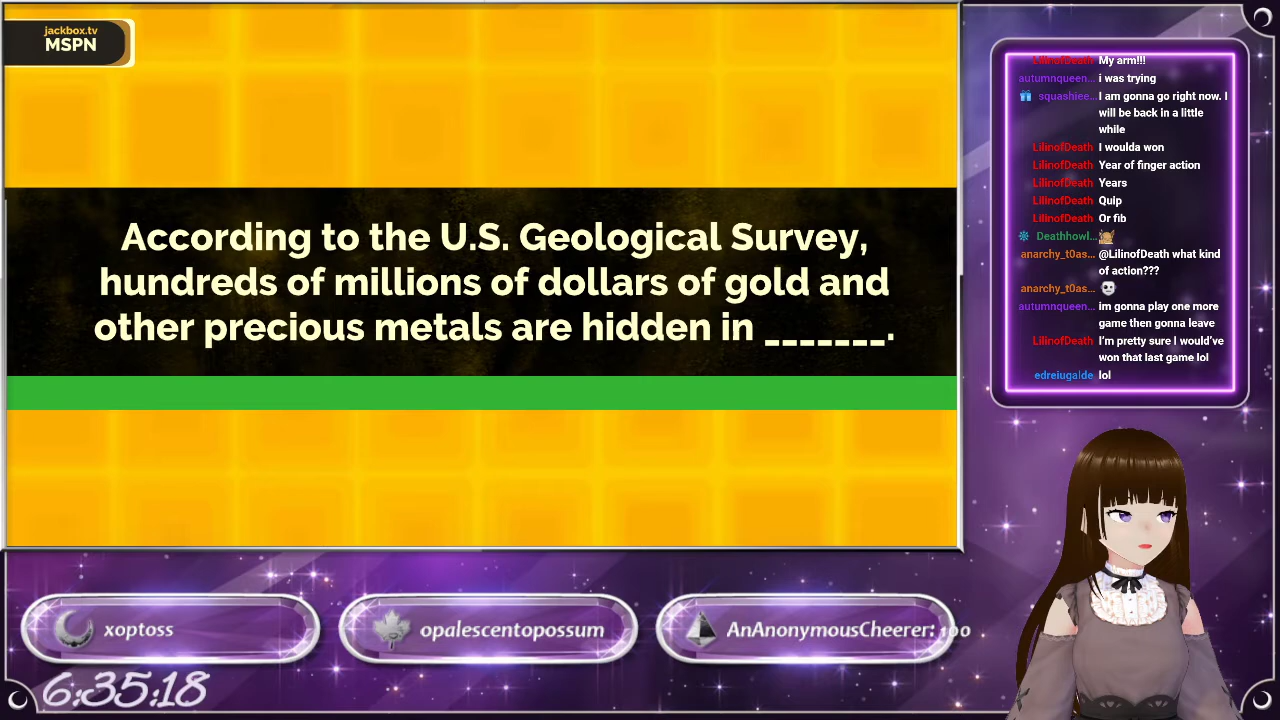 jackbox.tv
MSPN
According to the U.S. Geological Survey,
hundreds of millions of dollars of gold and
other precious metals are hidden in _______.
LilinofDeath My arm!!!
autumnqueen... i was trying
squashiee... I am gonna go right now. I
will be back in a little
while
LilinofDeath I woulda won
LilinofDeath Year of finger action
LilinofDeath Years
LilinofDeath Quip
LilinofDeath Or fib
Deathhowl...
anarchy_t0as... @LilinofDeath what kind
of action???
anarchy_t0as...
autumnqueen... im gonna play one more
game then gonna leave
LilinofDeath I'm pretty sure I would've
won that last game lol
edreiugalde lol
xoptoss
opalescentopossum
AnAnonymousCheerer: 100
6:35:18